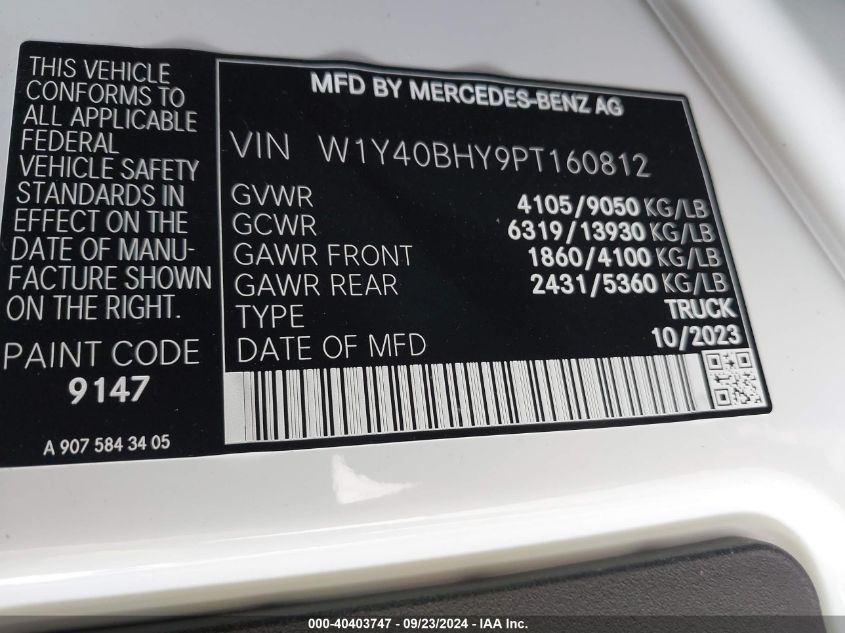 THIS VEHICLE
CONFORMS TO
ALL APPLICABLE
FEDERAL
VEHICLE SAFETY
STANDARDS IN
EFFECT ON THE
DATE OF MANU-
FACTURE SHOWN
ON THE RIGHT.
PAINT CODE
9147
A 907 584 34 05
MFD BY MERCEDES-BENZ AG
VIN W1Y40BHY9PT160812
GVWR 4105/9050 KG/LB
GCWR 6319/13930 KG/LB
GAWR FRONT 1860/4100 KG/LB
GAWR REAR 2431/5360 KG/LB
TYPE TRUCK
DATE OF MFD 10/2023
000-40403747 - 09/23/2024 - IAA Inc.